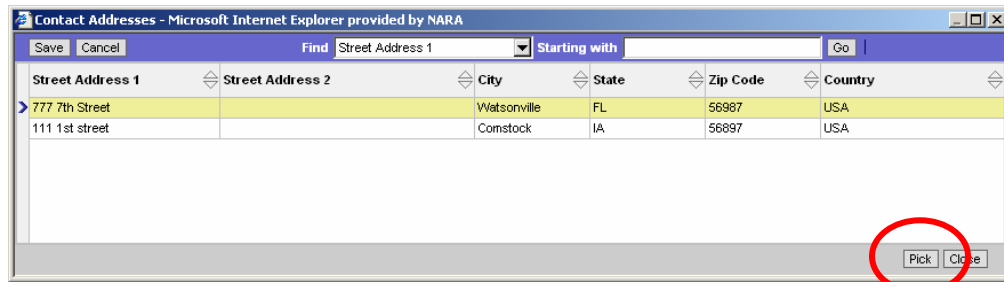 Contact Addresses - Microsoft Internet Explorer provided by NARA
Save Cancel Find Street Address 1 Starting with Go
Street Address 1 Street Address 2 City State Zip Code Country
777 7th Street Watsonville FL 56987 USA
111 1st street Comstock IA 56897 USA
Pick Close